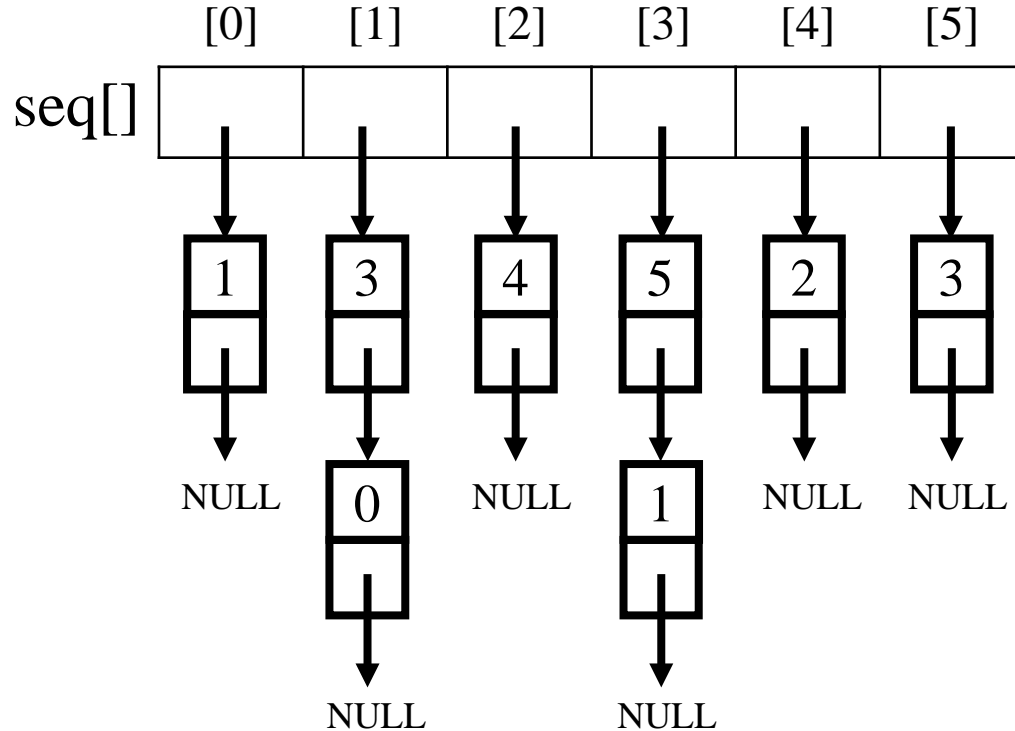 [0] [1] [2] [3] [4] [5]
seq[]
1 3 4 5 2 3
NULL 0 NULL 1 NULL NULL
NULL NULL